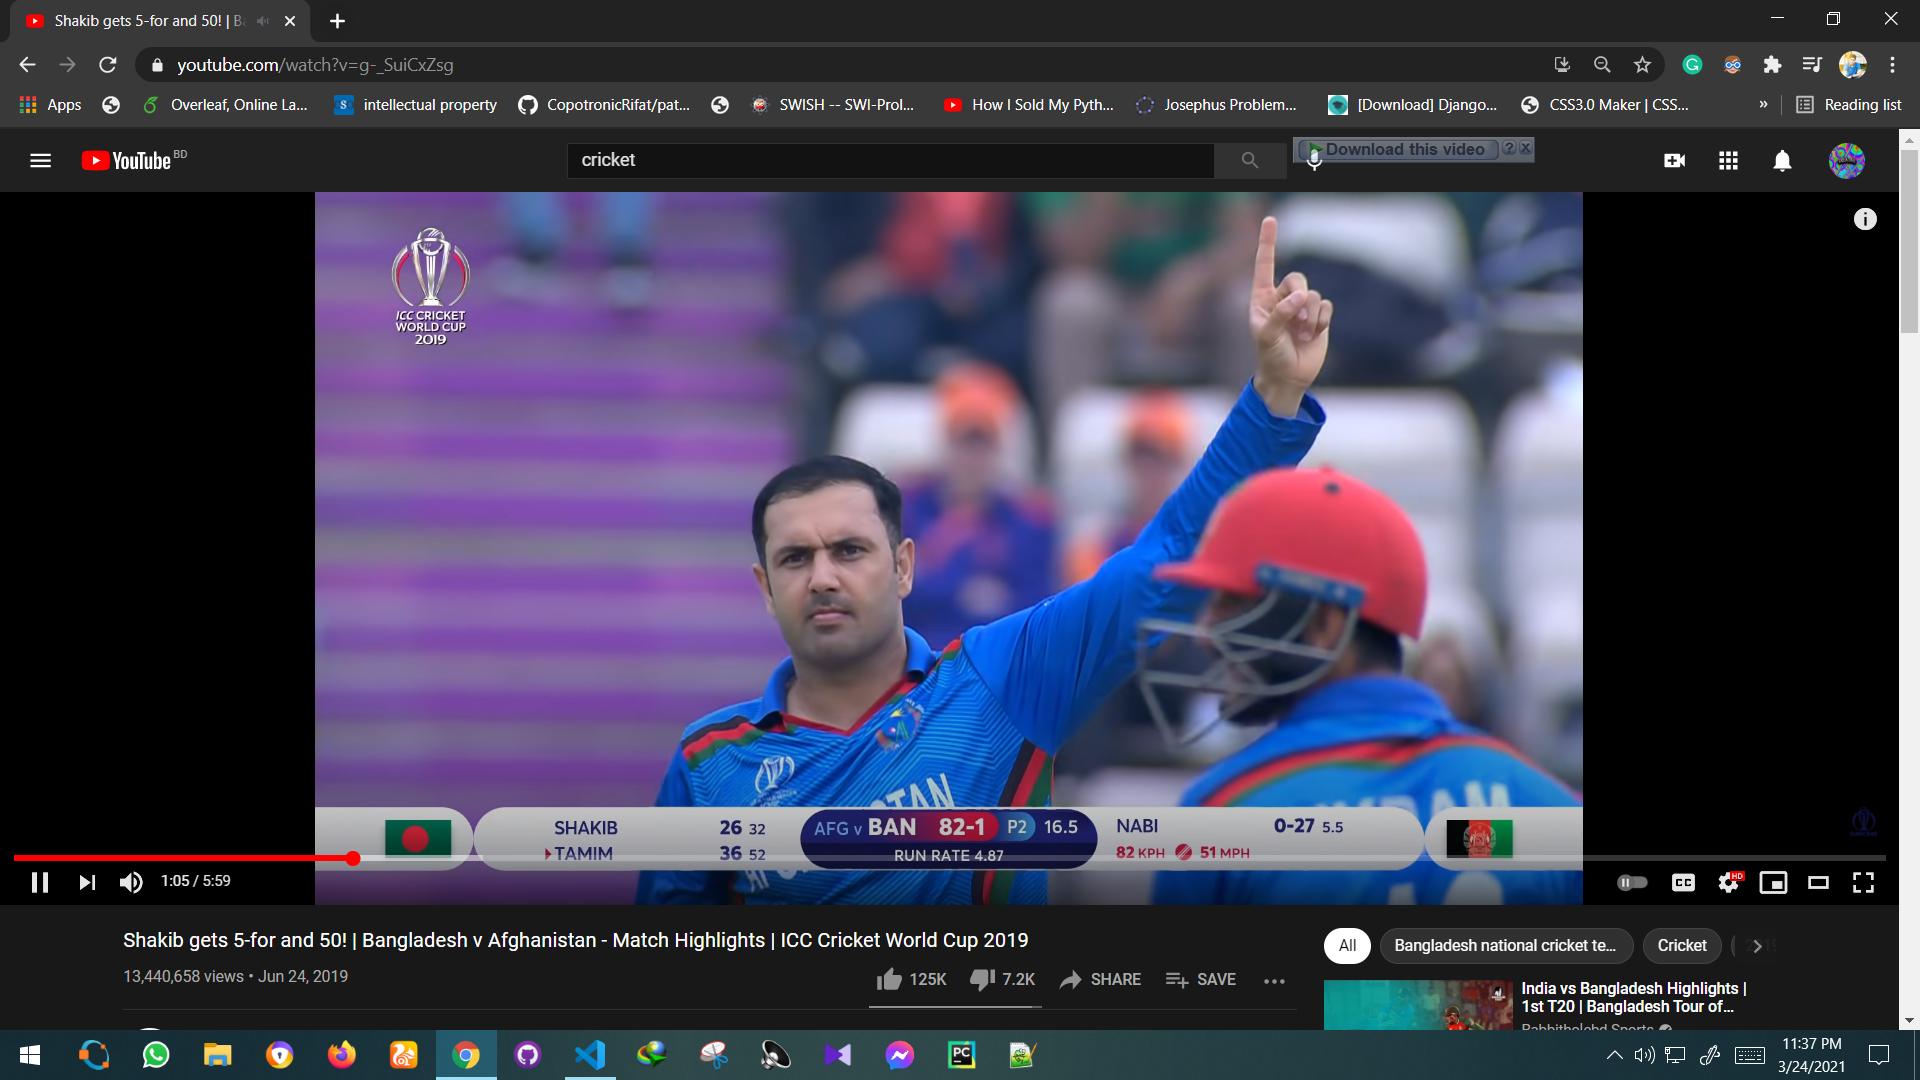 Shakib gets 5-for and 50! | B
youtube.com/watch?v=g-_SuiCxZsg
Apps
Overleaf, Online La...
intellectual property
CopotronicRifat/pat...
SWISH -- SWI-Prol...
How I Sold My Pyth...
Josephus Problem...
[Download] Django...
CSS3.0 Maker | CSS...
»
Reading list
YouTube BD
cricket
Download this video
ICC CRICKET
WORLD CUP
2019
SHAKIB 26 32
TAMIM 36 52
AFG v BAN 82-1 P2 16.5
RUN RATE 4.87
NABI 0-27 5.5
82 KPH 51 MPH
1:05 / 5:59
CC
HD
Shakib gets 5-for and 50! | Bangladesh v Afghanistan - Match Highlights | ICC Cricket World Cup 2019
13,440,658 views • Jun 24, 2019
125K
7.2K
SHARE
SAVE
All
Bangladesh national cricket te...
Cricket
India vs Bangladesh Highlights |
1st T20 | Bangladesh Tour of...
Rabbitholebd Sports
PC
11:37 PM
3/24/2021